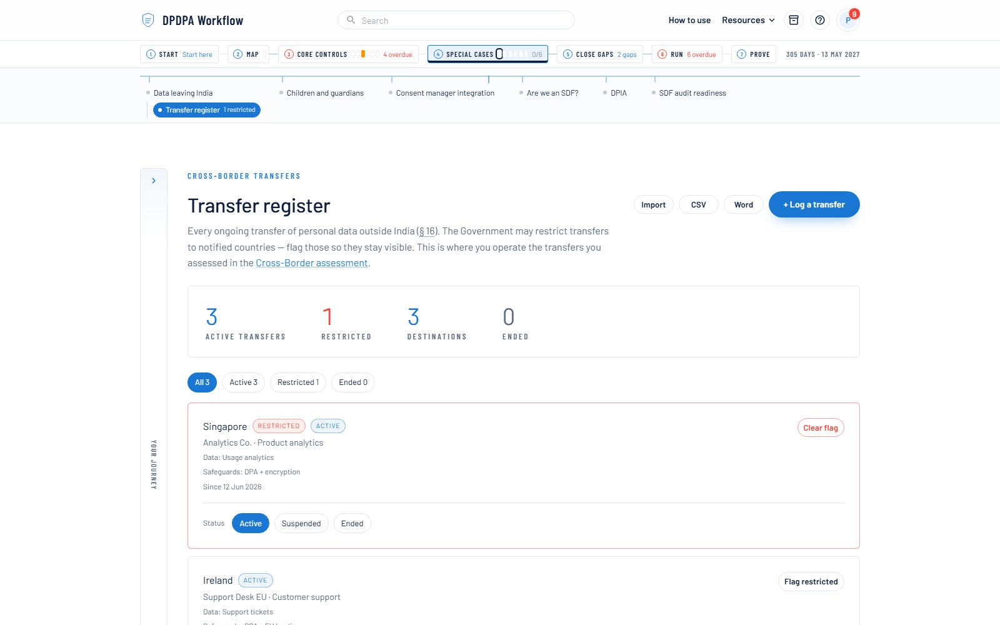 DPDPA Workflow
Search
How to use
Resources
P
9
1 START Start here
2 MAP
3 CORE CONTROLS 4 overdue
4 SPECIAL CASES 0/6
5 CLOSE GAPS 2 gaps
6 RUN 6 overdue
7 PROVE
305 DAYS · 13 MAY 2027
Data leaving India
Children and guardians
Consent manager integration
Are we an SDF?
DPIA
SDF audit readiness
Transfer register 1 restricted
YOUR JOURNEY
CROSS-BORDER TRANSFERS
Transfer register
Import
CSV
Word
+ Log a transfer
Every ongoing transfer of personal data outside India (§ 16). The Government may restrict transfers
to notified countries — flag those so they stay visible. This is where you operate the transfers you
assessed in the Cross-Border assessment.
3
ACTIVE TRANSFERS
1
RESTRICTED
3
DESTINATIONS
0
ENDED
All 3
Active 3
Restricted 1
Ended 0
Singapore RESTRICTED ACTIVE
Clear flag
Analytics Co. · Product analytics
Data: Usage analytics
Safeguards: DPA + encryption
Since 12 Jun 2026
Status Active Suspended Ended
Ireland ACTIVE
Flag restricted
Support Desk EU · Customer support
Data: Support tickets